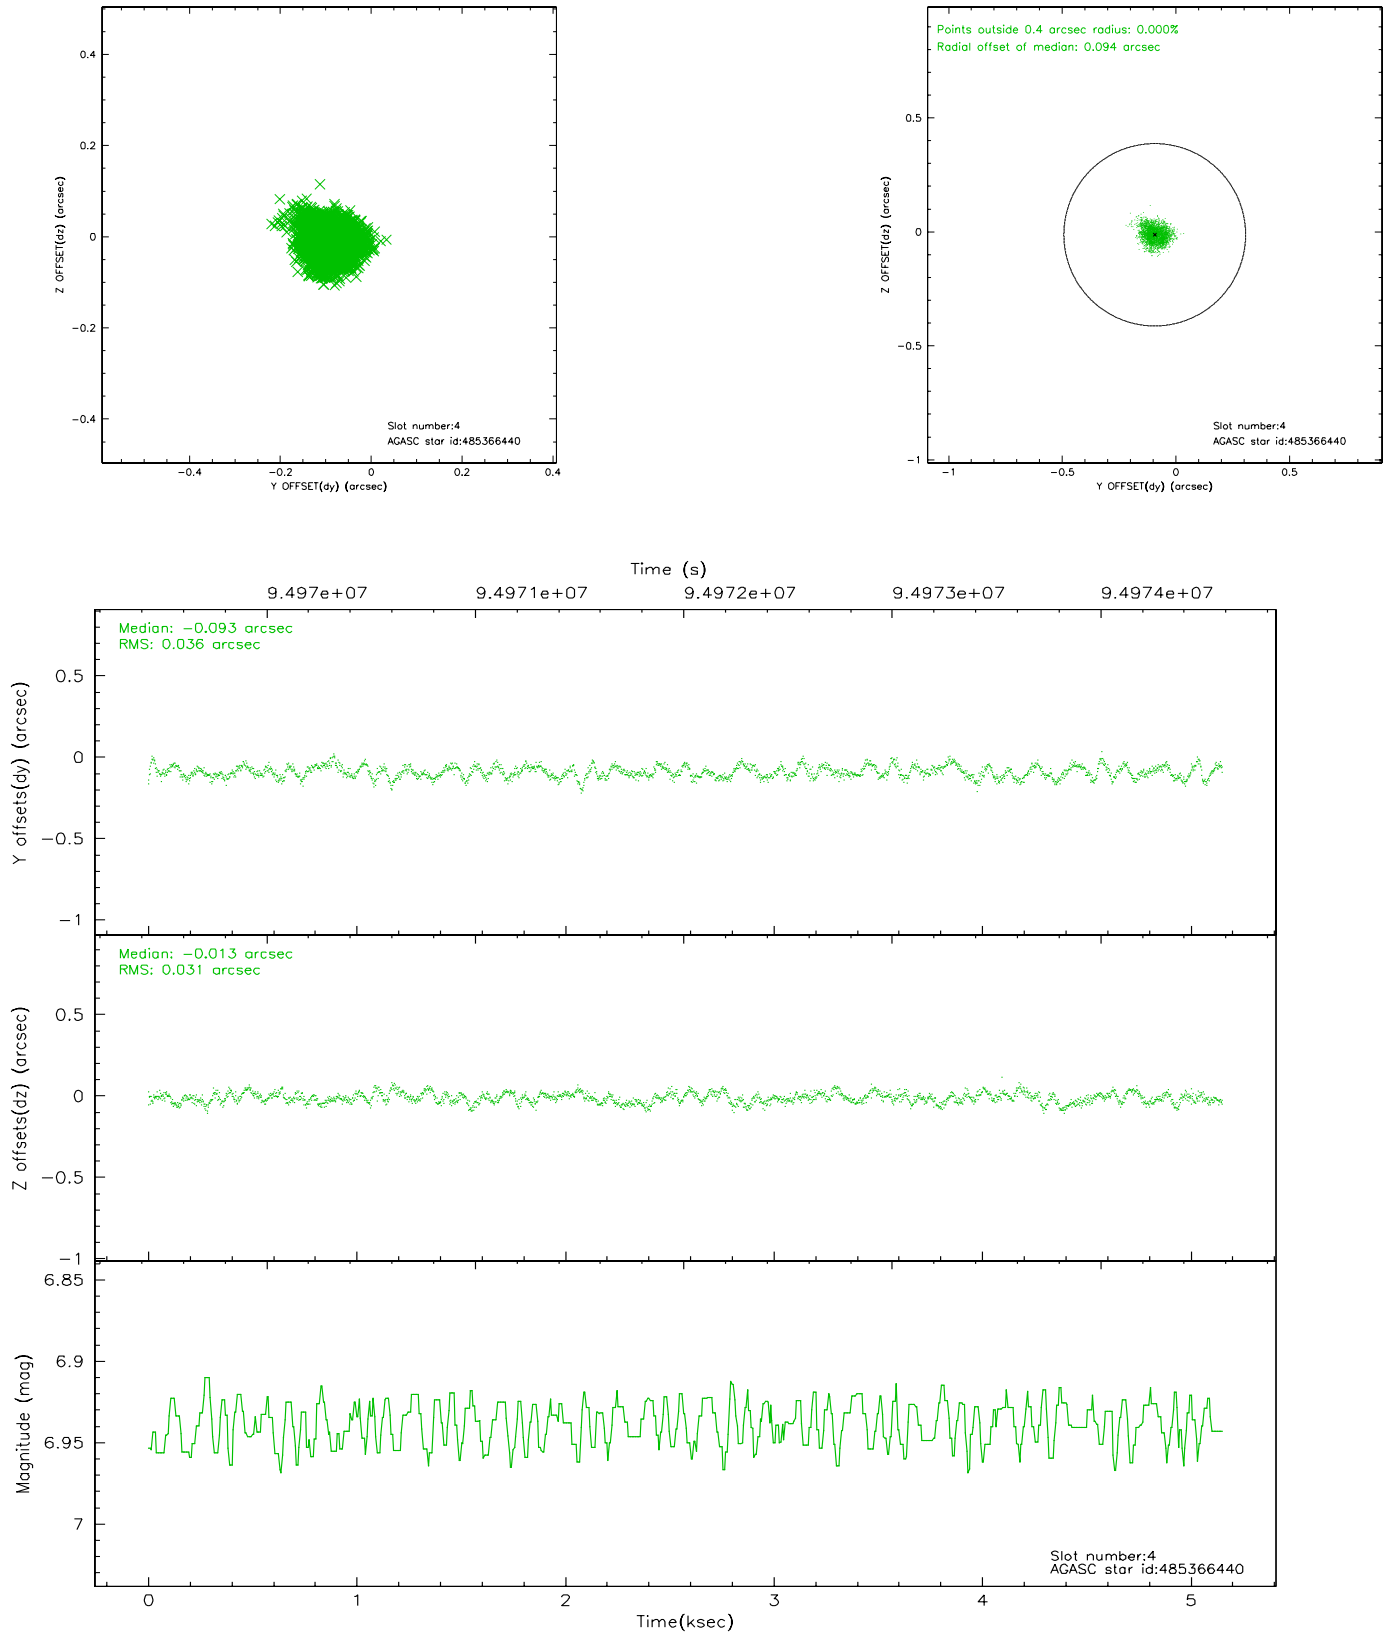 0.4
0.2
0
−0.2
−0.4
Z OFFSET(dz) (arcsec)
Slot number:4
AGASC star id:485366440
−0.4 −0.2 0 0.2 0.4
Y OFFSET(dy) (arcsec)
Points outside 0.4 arcsec radius: 0.000%
Radial offset of median: 0.094 arcsec
0.5
0
−0.5
−1
Z OFFSET(dz) (arcsec)
Slot number:4
AGASC star id:485366440
−1 −0.5 0 0.5
Y OFFSET(dy) (arcsec)
Time (s)
9.497e+07 9.4971e+07 9.4972e+07 9.4973e+07 9.4974e+07
Median: −0.093 arcsec
RMS: 0.036 arcsec
0.5
0
−0.5
−1
Y offsets(dy) (arcsec)
Median: −0.013 arcsec
RMS: 0.031 arcsec
0.5
0
−0.5
−1
Z offsets(dz) (arcsec)
6.85
6.9
6.95
7
Magnitude (mag)
Slot number:4
AGASC star id:485366440
0 1 2 3 4 5
Time(ksec)